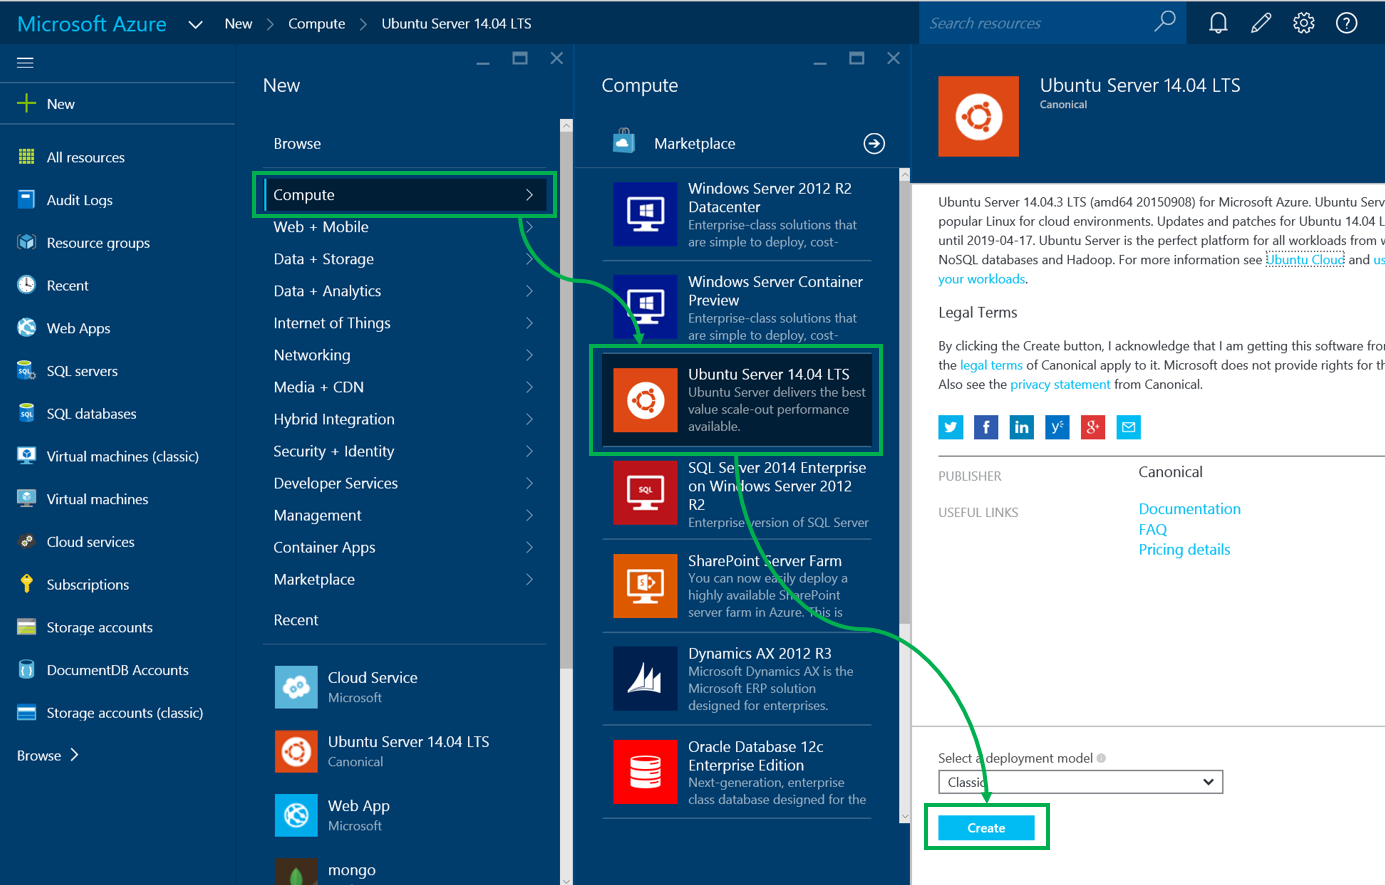 Microsoft Azure
New
Compute
Ubuntu Server 14.04 LTS
Search resources
New
All resources
Audit Logs
Resource groups
Recent
Web Apps
SQL servers
SQL databases
Virtual machines (classic)
Virtual machines
Cloud services
Subscriptions
Storage accounts
DocumentDB Accounts
Storage accounts (classic)
Browse
New
Browse
Compute
Web + Mobile
Data + Storage
Data + Analytics
Internet of Things
Networking
Media + CDN
Hybrid Integration
Security + Identity
Developer Services
Management
Container Apps
Marketplace
Recent
Cloud Service
Microsoft
Ubuntu Server 14.04 LTS
Canonical
Web App
Microsoft
mongo
Compute
Marketplace
Windows Server 2012 R2
Datacenter
Enterprise-class solutions that
are simple to deploy, cost-
Windows Server Container
Preview
Enterprise-class solutions that
are simple to deploy, cost-
Ubuntu Server 14.04 LTS
Ubuntu Server delivers the best
value scale-out performance
available.
SQL
SQL Server 2014 Enterprise
on Windows Server 2012
R2
Enterprise version of SQL Server
SharePoint Server Farm
You can now easily deploy a
highly available SharePoint
server farm in Azure. This is
Dynamics AX 2012 R3
Microsoft Dynamics AX is the
Microsoft ERP solution
designed for enterprises.
Oracle Database 12c
Enterprise Edition
Next-generation, enterprise
class database designed for the
Ubuntu Server 14.04 LTS
Canonical
Ubuntu Server 14.04.3 LTS (amd64 20150908) for Microsoft Azure. Ubuntu Serv
popular Linux for cloud environments. Updates and patches for Ubuntu 14.04 L
until 2019-04-17. Ubuntu Server is the perfect platform for all workloads from w
NoSQL databases and Hadoop. For more information see Ubuntu Cloud and us
your workloads.
Legal Terms
By clicking the Create button, I acknowledge that I am getting this software fro
the legal terms of Canonical apply to it. Microsoft does not provide rights for th
Also see the privacy statement from Canonical.
PUBLISHER
Canonical
USEFUL LINKS
Documentation
FAQ
Pricing details
Select a deployment model
Classic
Create